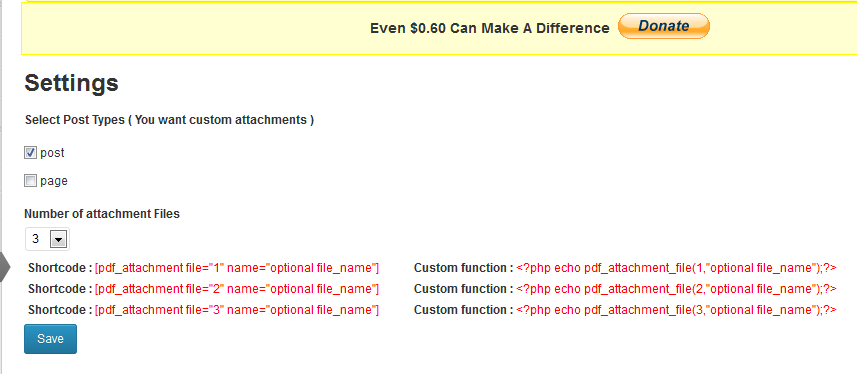 Even $0.60 Can Make A Difference Donate
Settings
Select Post Types ( You want custom attachments )
post
page
Number of attachment Files
3
Shortcode : [pdf_attachment file="1" name="optional file_name"] Custom function : <?php echo pdf_attachment_file(1,"optional file_name");?>
Shortcode : [pdf_attachment file="2" name="optional file_name"] Custom function : <?php echo pdf_attachment_file(2,"optional file_name");?>
Shortcode : [pdf_attachment file="3" name="optional file_name"] Custom function : <?php echo pdf_attachment_file(3,"optional file_name");?>
Save